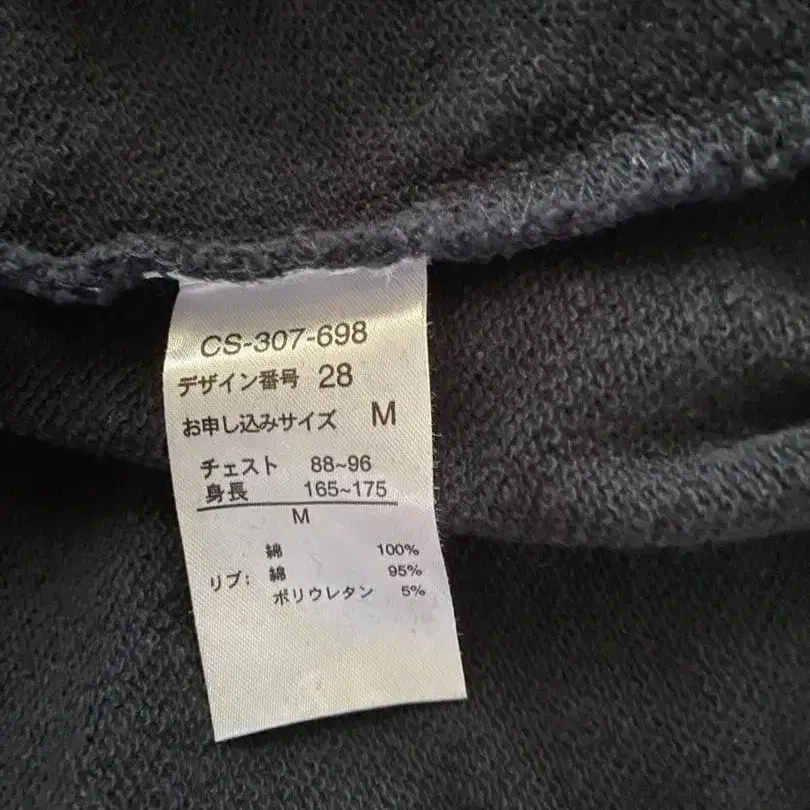 CS-307-698
デザイン番号 28
お申し込みサイズ M
チェスト 88~96
身長 165~175
M
綿 100%
リブ: 綿 95%
ポリウレタン 5%